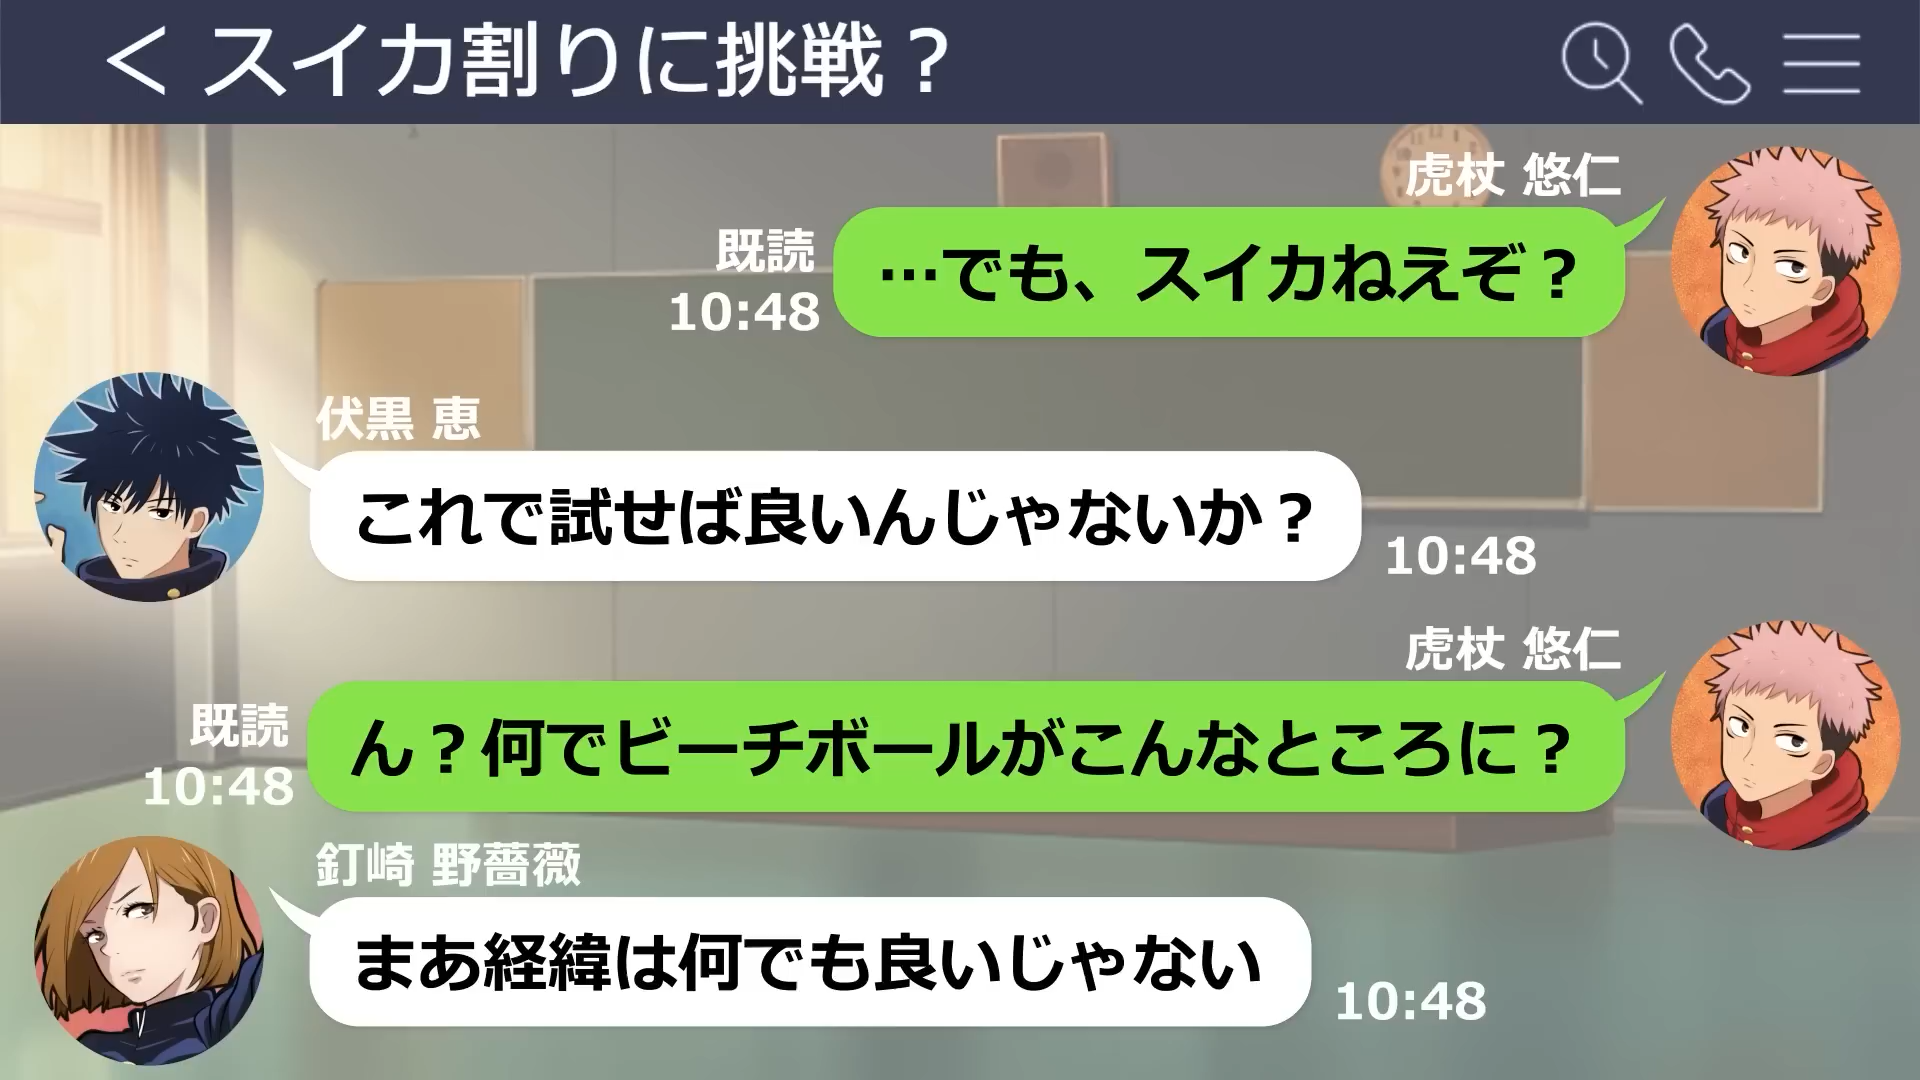 < スイカ割りに挑戦？
虎杖 悠仁
…でも、スイカねえぞ？
既読
10:48
伏黒 恵
これで試せば良いんじゃないか？
10:48
虎杖 悠仁
ん？何でビーチボールがこんなところに？
既読
10:48
釘崎 野薔薇
まあ経緯は何でも良いじゃない
10:48